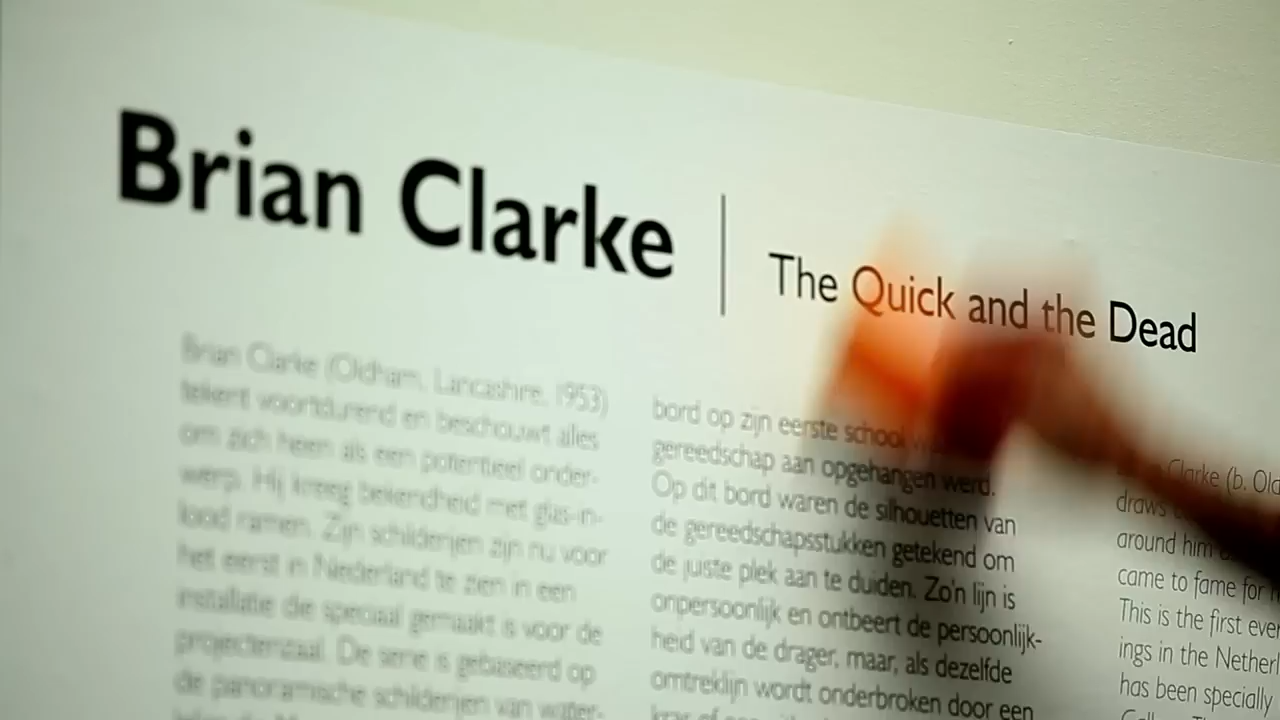 Brian Clarke
The Quick and the Dead
Brian Clarke (Oldham, Lancashire, 1953)
tekent voortdurend en beschouwt alles
om zich heen als een potentieel onder-
werp. Hij kreeg bekendheid met glas-in-
lood ramen. Zijn schilderijen zijn nu voor
het eerst in Nederland te zien in een
installatie die speciaal gemaakt is voor de
projectenzaal. De serie is gebaseerd op
de panoramische schilderijen van water-
bord op zijn eerste school
gereedschap aan opgehangen werd.
Op dit bord waren de silhouetten van
de gereedschapsstukken getekend om
de juiste plek aan te duiden. Zo'n lijn is
onpersoonlijk en ontbeert de persoonlijk-
heid van de drager, maar, als dezelfde
omtreklijn wordt onderbroken door een
Clarke (b. Old
draws
around him
came to fame for
This is the first ever
ings in the Netherl
has been specially